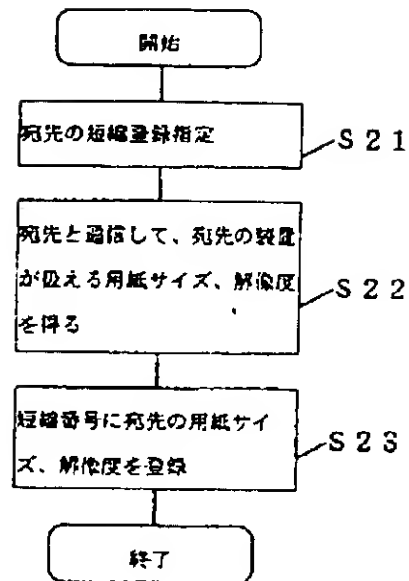 開始
宛先の短縮登録指定
S21
宛先と通信して、宛先の装置
が扱える用紙サイズ、解像度
を得る
S22
短縮番号に宛先の用紙サイ
ズ、解像度を登録
S23
終了